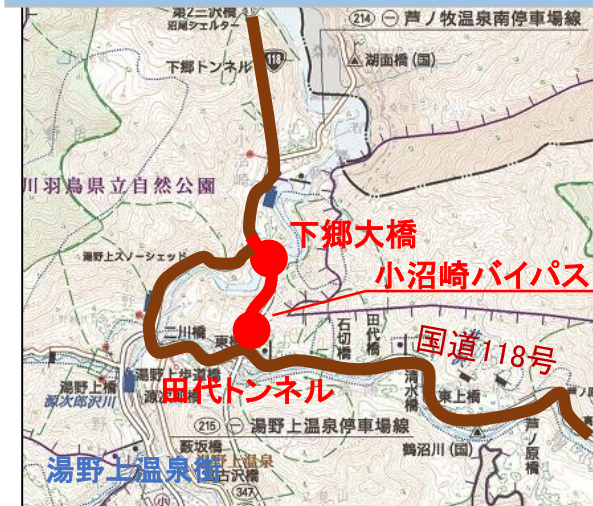 第2三沢橋
沼尾シェルター
214 芦ノ牧温泉南停車場線
下郷トンネル
118
湖面橋(国)
川羽鳥県立自然公園
下郷大橋
湯野上スノーシェッド
小沼崎バイパス
二川橋
石切橋
田代橋
国道118号
湯野上橋
湯野上歩道橋
源次郎沢川
田代トンネル
清水橋
東上橋
芦ノ原橋
215 湯野上温泉停車場線
鶴沼川(国)
薮坂橋
湯野上温泉街
古沢橋
347